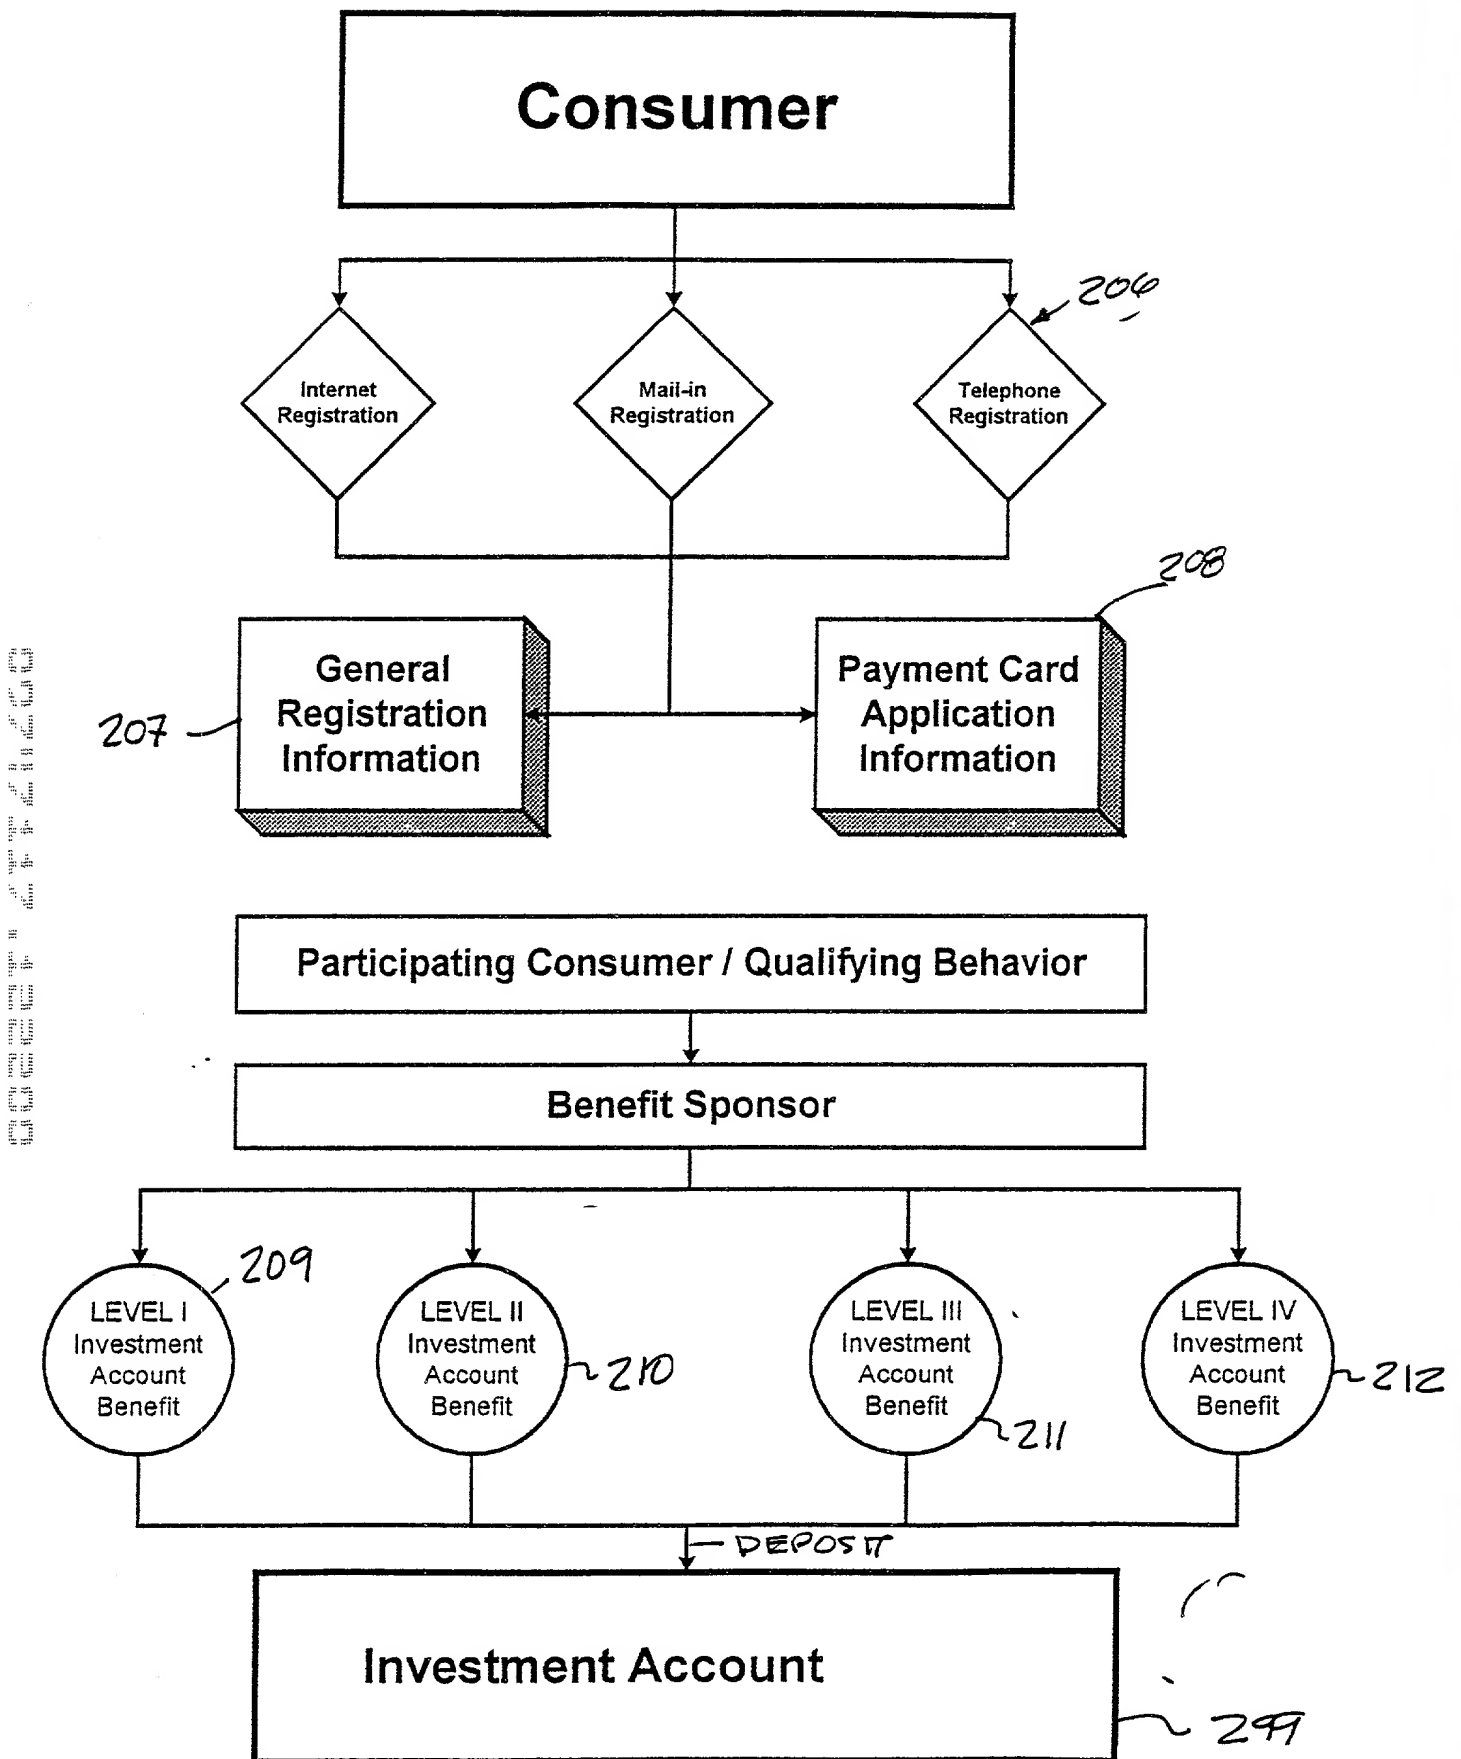 Consumer
206
Internet
Registration
Mail-in
Registration
Telephone
Registration
208
General
Registration
Information
Payment Card
Application
Information
207
Participating Consumer / Qualifying Behavior
Benefit Sponsor
209
LEVEL I
Investment
Account
Benefit
LEVEL II
Investment
Account
Benefit
210
LEVEL III
Investment
Account
Benefit
211
LEVEL IV
Investment
Account
Benefit
212
DEPOSIT
Investment Account
299